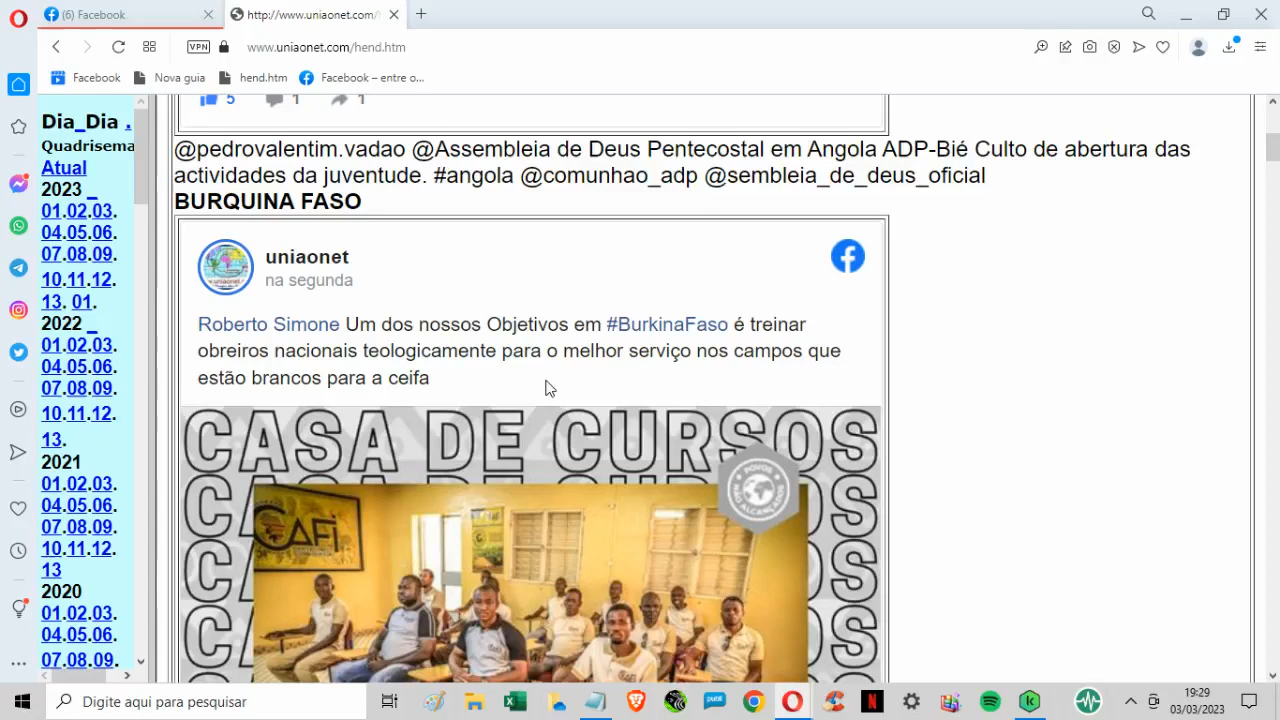 (6) Facebook
http://www.uniaonet.com/
VPN
www.uniaonet.com/hend.htm
Facebook
Nova guia
hend.htm
Facebook – entre o...
Dia_Dia .
Quadrisema
Atual
2023 _
01.02.03.
04.05.06.
07.08.09.
10.11.12.
13. 01.
2022 _
01.02.03.
04.05.06.
07.08.09.
10.11.12.
13.
2021
01.02.03.
04.05.06.
07.08.09.
10.11.12.
13
2020
01.02.03.
04.05.06.
07.08.09.
5 1 1
@pedrovalentim.vadao @Assembleia de Deus Pentecostal em Angola ADP-Bié Culto de abertura das
actividades da juventude. #angola @comunhao_adp @sembleia_de_deus_oficial
BURQUINA FASO
uniaonet
na segunda
Roberto Simone Um dos nossos Objetivos em #BurkinaFaso é treinar
obreiros nacionais teologicamente para o melhor serviço nos campos que
estão brancos para a ceifa
CASA DE CURSOS
POVOS
NÃO ALCANÇADOS
CAFI
Digite aqui para pesquisar
19:29
03/03/2023